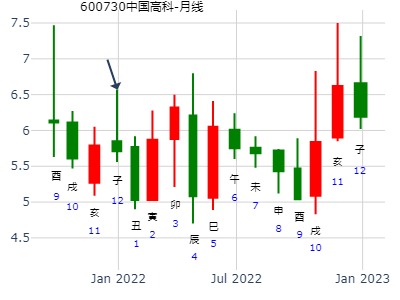 600730中国高科-月线
7.5
7
6.5
6
5.5
5
4.5
酉
9
戌
10
亥
11
子
12
丑
1
寅
2
卯
3
辰
4
巳
5
午
6
未
7
申
8
酉
9
戌
10
亥
11
子
12
Jan 2022
Jul 2022
Jan 2023